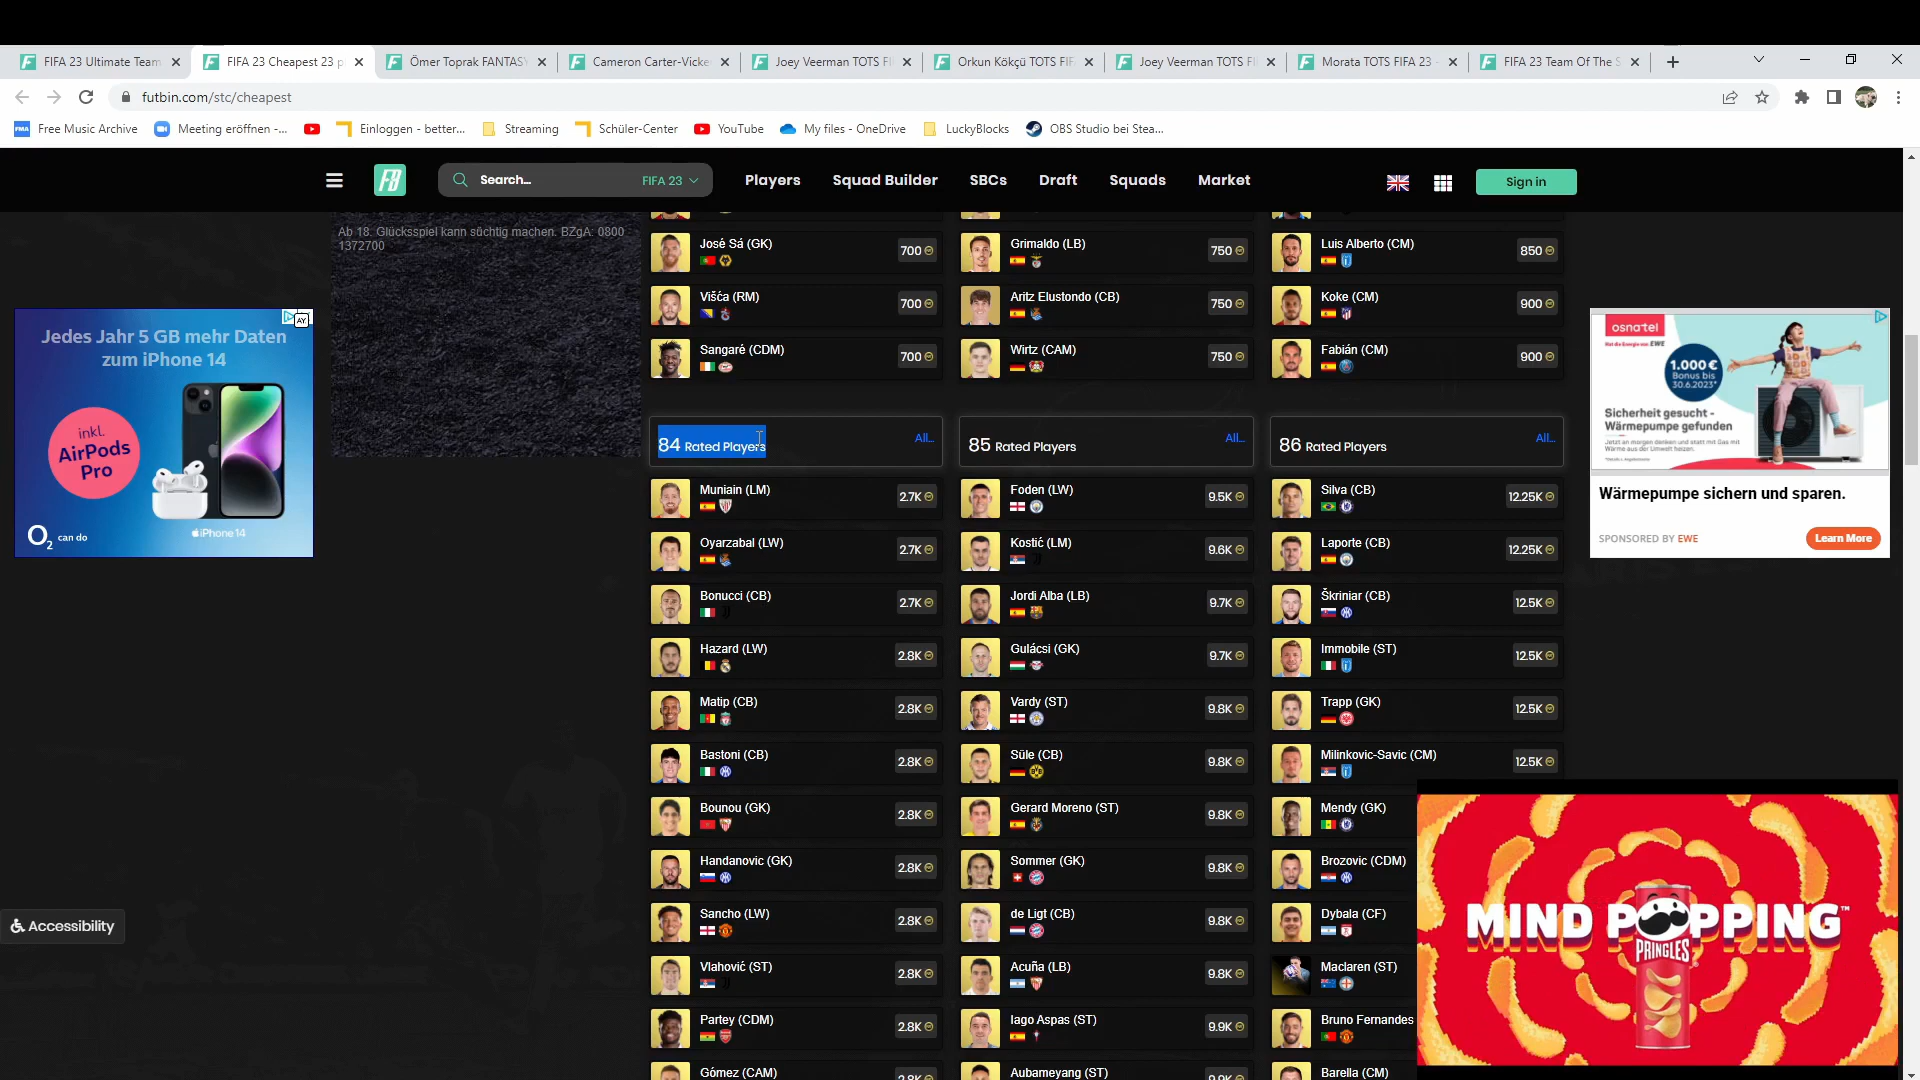 FIFA 23 Ultimate Team
FIFA 23 Cheapest 23 p
Ömer Toprak FANTASY
Cameron Carter-Vicke
Joey Veerman TOTS FI
Orkun Kökçü TOTS FIF
Joey Veerman TOTS FI
Morata TOTS FIFA 23 -
FIFA 23 Team Of The S
futbin.com/stc/cheapest
FMA
Free Music Archive
Meeting eröffnen -...
Einloggen - better...
Streaming
Schüler-Center
YouTube
My files - OneDrive
LuckyBlocks
OBS Studio bei Stea...
FB
Search...
FIFA 23
Players
Squad Builder
SBCs
Draft
Squads
Market
Sign in
Ab 18. Glücksspiel kann süchtig machen. BZgA: 0800
1372700
José Sá (GK)
700
Grimaldo (LB)
750
Luis Alberto (CM)
850
Višća (RM)
700
Aritz Elustondo (CB)
750
Koke (CM)
900
Sangaré (CDM)
700
Wirtz (CAM)
750
Fabián (CM)
900
84 Rated Players
All...
85 Rated Players
All...
86 Rated Players
All...
Muniain (LM)
2.7K
Foden (LW)
9.5K
Silva (CB)
12.25K
Oyarzabal (LW)
2.7K
Kostić (LM)
9.6K
Laporte (CB)
12.25K
Bonucci (CB)
2.7K
Jordi Alba (LB)
9.7K
Škriniar (CB)
12.5K
Hazard (LW)
2.8K
Gulácsi (GK)
9.7K
Immobile (ST)
12.5K
Matip (CB)
2.8K
Vardy (ST)
9.8K
Trapp (GK)
12.5K
Bastoni (CB)
2.8K
Süle (CB)
9.8K
Milinkovic-Savic (CM)
12.5K
Bounou (GK)
2.8K
Gerard Moreno (ST)
9.8K
Mendy (GK)
Handanovic (GK)
2.8K
Sommer (GK)
9.8K
Brozovic (CDM)
Sancho (LW)
2.8K
de Ligt (CB)
9.8K
Dybala (CF)
Vlahović (ST)
2.8K
Acuña (LB)
9.8K
Maclaren (ST)
Partey (CDM)
2.8K
Iago Aspas (ST)
9.9K
Bruno Fernandes
Gómez (CAM)
2.8K
Aubameyang (ST)
9.9K
Barella (CM)
AY
Jedes Jahr 5 GB mehr Daten
zum iPhone 14
inkl.
AirPods
Pro
O2 can do
iPhone 14
Accessibility
osnatel
1.000 €
Bonus bis
30.6.2023*
Sicherheit gesucht -
Wärmepumpe gefunden
Wärmepumpe sichern und sparen.
SPONSORED BY EWE
Learn More
MIND POPPING™
PRINGLES